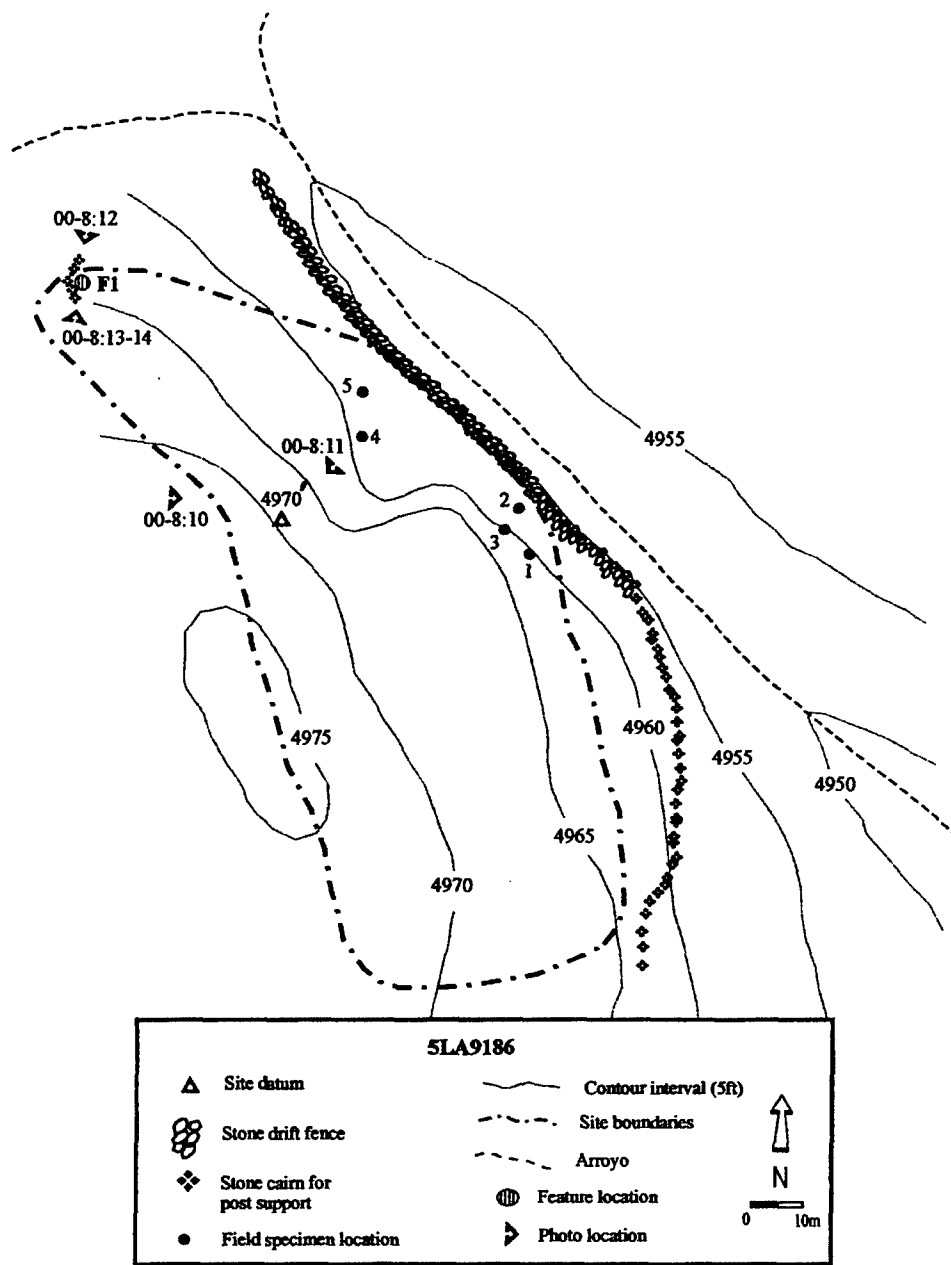 00-8:12
F1
00-8:13-14
5
4
00-8:11
4955
4970
2
00-8:10
3
1
4975
4960
4955
4950
4965
4970
5LA9186
Site datum
Contour interval (5ft)
Stone drift fence
Site boundaries
Arroyo
Stone cairn for
post support
N
Feature location
0 10m
Field specimen location
Photo location